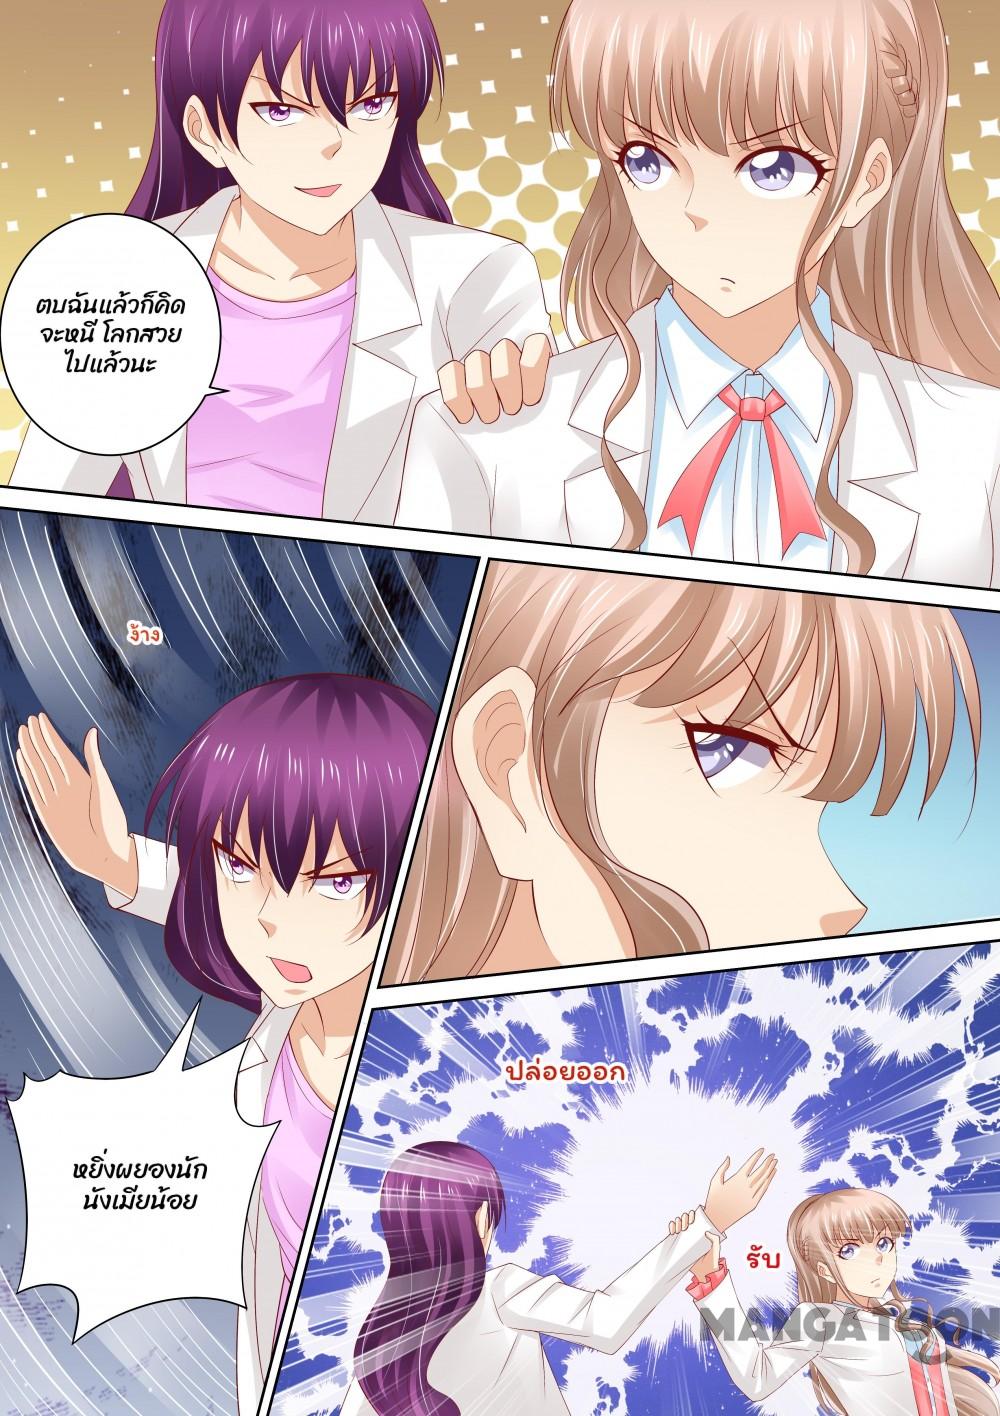 ตบฉันแล้วก็คิด
จะหนี โลกสวย
ไปแล้วนะ
ง้าง
หยิ่งผยองนัก
นังเมียน้อย
ปล่อยออก
รับ
MANGATOON